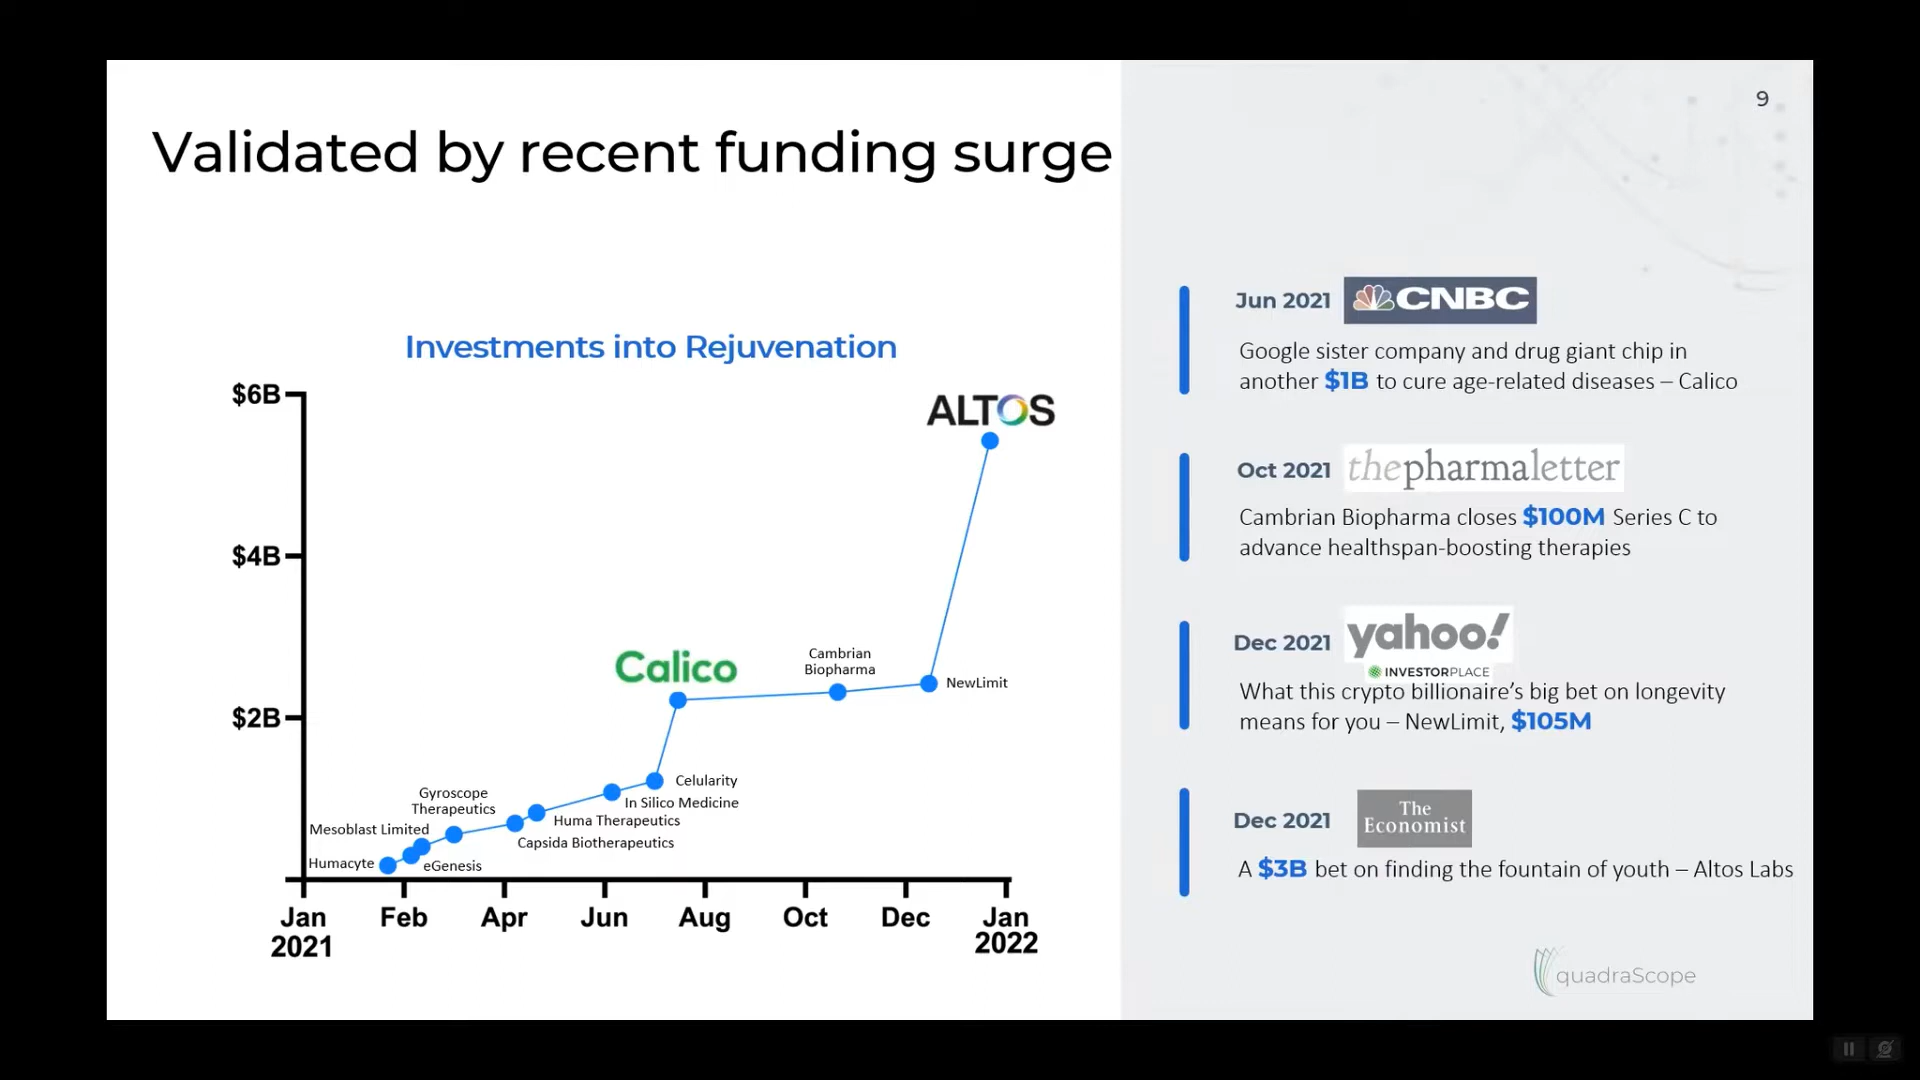 9
Validated by recent funding surge
Investments into Rejuvenation
$6B
$4B
$2B
ALTOS
Calico
Cambrian
Biopharma
NewLimit
Celularity
In Silico Medicine
Huma Therapeutics
Capsida Biotherapeutics
Gyroscope
Therapeutics
Mesoblast Limited
Humacyte
eGenesis
Jan Feb Apr Jun Aug Oct Dec Jan
2021 2022
Jun 2021 CNBC
Google sister company and drug giant chip in
another $1B to cure age-related diseases – Calico
Oct 2021 thepharmaletter
Cambrian Biopharma closes $100M Series C to
advance healthspan-boosting therapies
Dec 2021 yahoo!
INVESTORPLACE
What this crypto billionaire’s big bet on longevity
means for you – NewLimit, $105M
Dec 2021 The
Economist
A $3B bet on finding the fountain of youth – Altos Labs
quadraScope